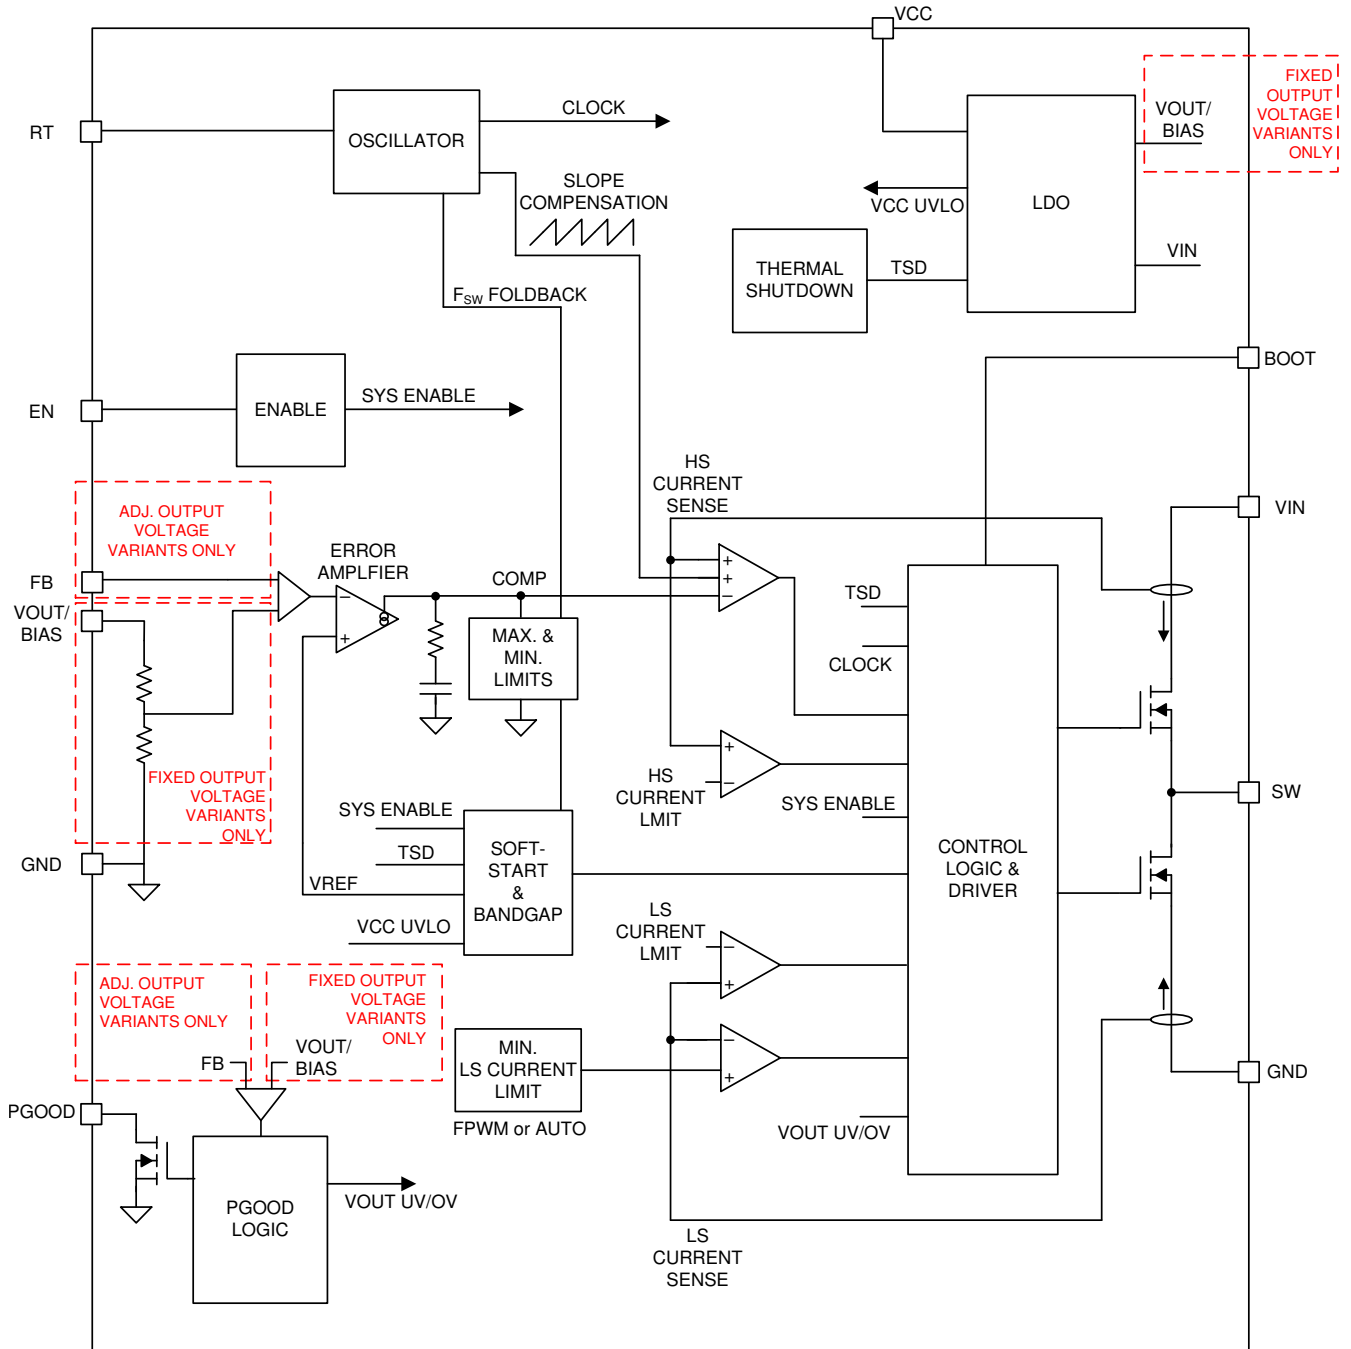 VCC
FIXED
OUTPUT
VOLTAGE
VARIANTS
ONLY
VOUT/
BIAS
RT
OSCILLATOR
CLOCK
SLOPE
COMPENSATION
VCC UVLO
LDO
VIN
THERMAL
SHUTDOWN
TSD
FSW FOLDBACK
BOOT
EN
ENABLE
SYS ENABLE
HS
CURRENT
SENSE
VIN
ADJ. OUTPUT
VOLTAGE
VARIANTS ONLY
FB
ERROR
AMPLFIER
COMP
VOUT/
BIAS
−
+
+
+
−
MAX. &
MIN.
LIMITS
TSD
CLOCK
FIXED OUTPUT
VOLTAGE
VARIANTS
ONLY
+
−
HS
CURRENT
LMIT
SYS ENABLE
SW
SYS ENABLE
TSD
VREF
VCC UVLO
SOFT-
START
&
BANDGAP
CONTROL
LOGIC &
DRIVER
GND
LS
CURRENT
LMIT
−
+
ADJ. OUTPUT
VOLTAGE
VARIANTS ONLY
FIXED OUTPUT
VOLTAGE
VARIANTS
ONLY
FB
VOUT/
BIAS
MIN.
LS CURRENT
LIMIT
−
+
FPWM or AUTO
GND
PGOOD
VOUT UV/OV
PGOOD
LOGIC
VOUT UV/OV
LS
CURRENT
SENSE